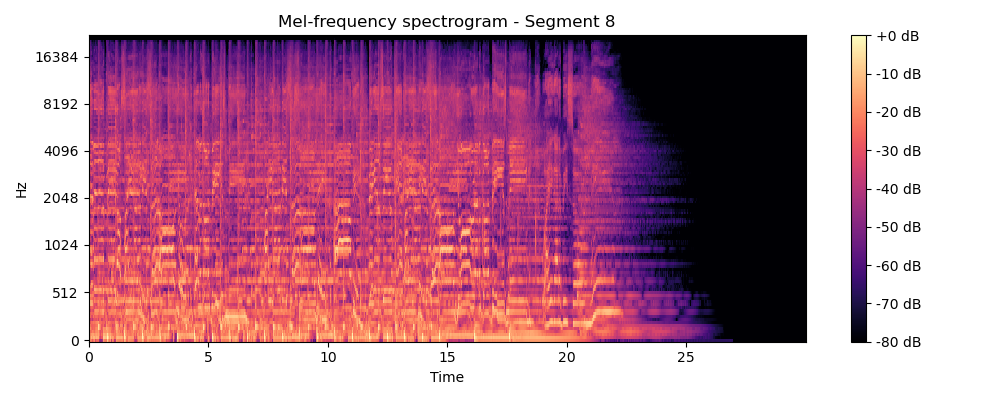 Mel-frequency spectrogram - Segment 8
Hz
16384
8192
4096
2048
1024
512
0
0 5 10 15 20 25
Time
+0 dB
-10 dB
-20 dB
-30 dB
-40 dB
-50 dB
-60 dB
-70 dB
-80 dB